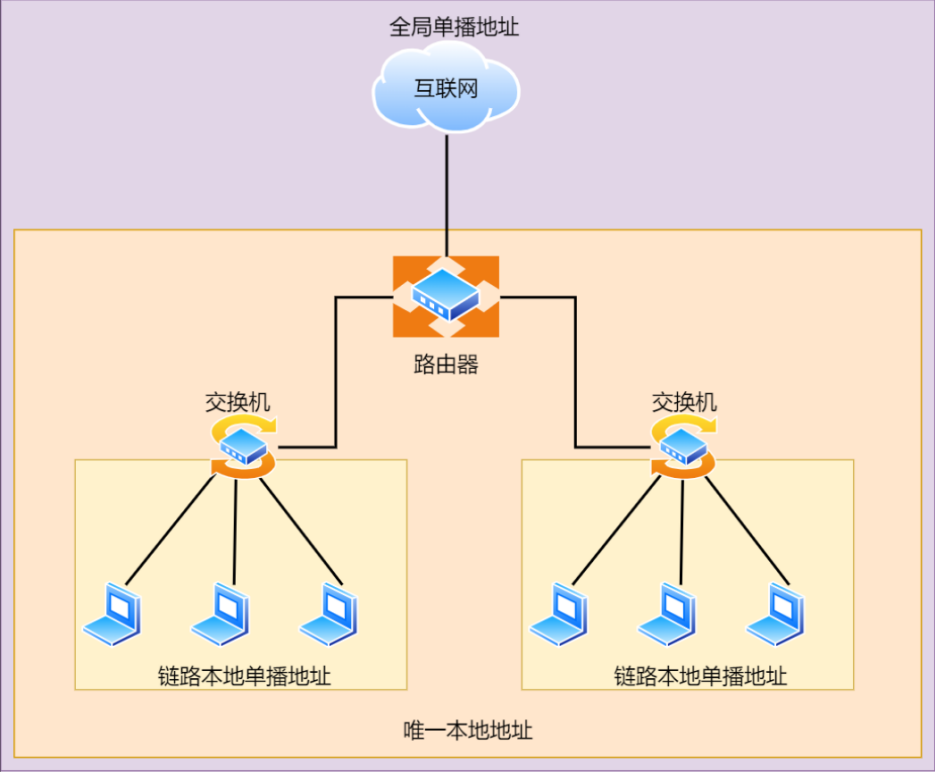 全局单播地址
互联网
路由器
交换机
交换机
链路本地单播地址
链路本地单播地址
唯一本地地址